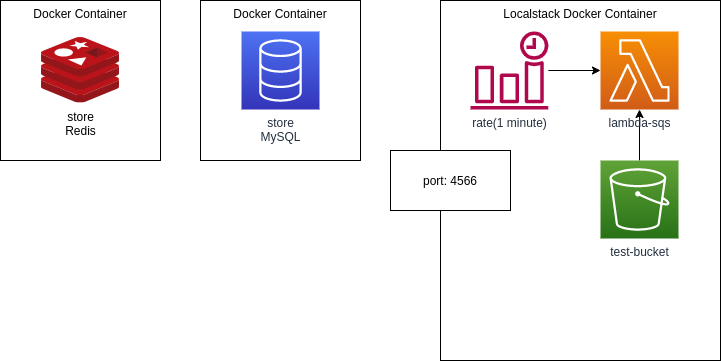 Docker Container
store
Redis
Docker Container
store
MySQL
Localstack Docker Container
rate(1 minute)
lambda-sqs
port: 4566
test-bucket